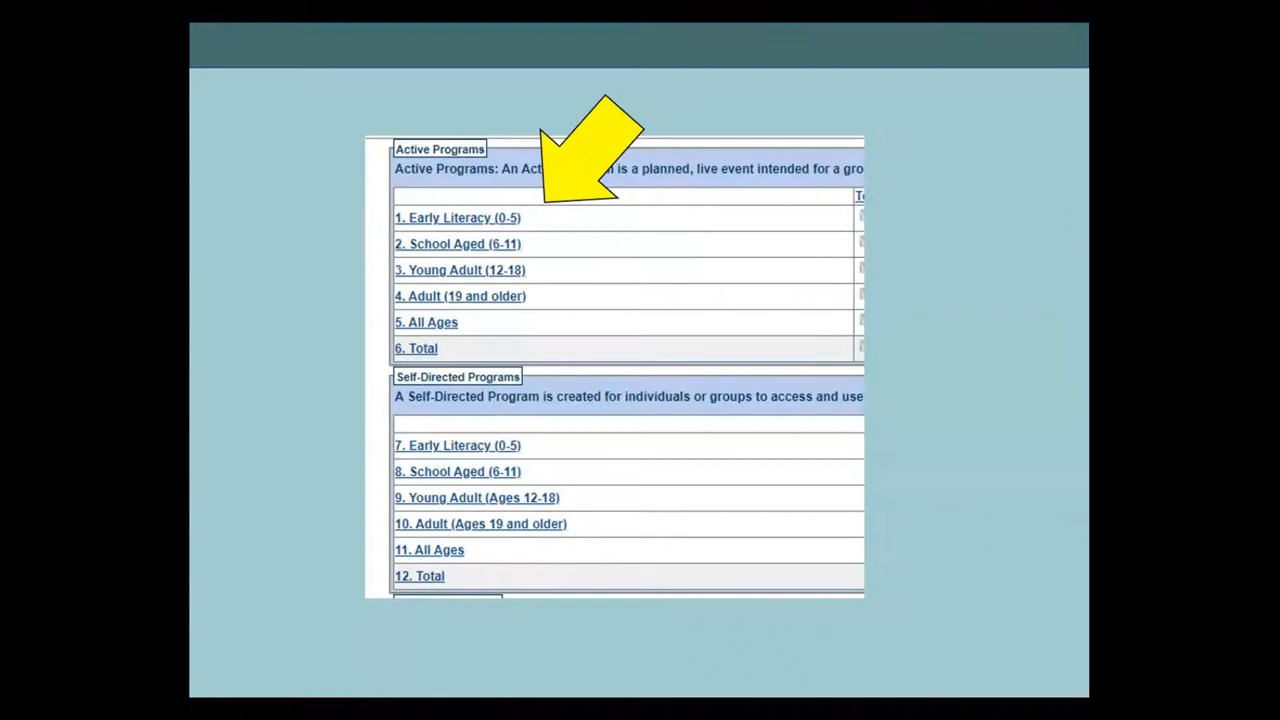 Active Programs
Active Programs: An is a planned, live event intended for a gro
1. Early Literacy (0-5)
2. School Aged (6-11)
3. Young Adult (12-18)
4. Adult (19 and older)
5. All Ages
6. Total
Self-Directed Programs
A Self-Directed Program is created for individuals or groups to access and use
7. Early Literacy (0-5)
8. School Aged (6-11)
9. Young Adult (Ages 12-18)
10. Adult (Ages 19 and older)
11. All Ages
12. Total